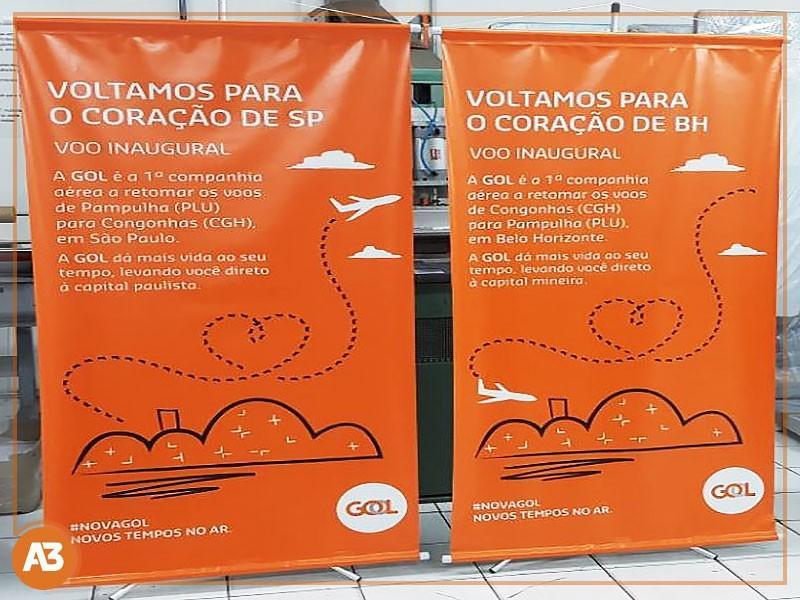 VOLTAMOS PARA
O CORAÇÃO DE SP
VOO INAUGURAL
A GOL é a 1ª companhia
aérea a retomar os voos
de Pampulha (PLU)
para Congonhas (CGH),
em São Paulo.
A GOL dá mais vida ao seu
tempo, levando você direto
à capital paulista.
#NOVAGOL
NOVOS TEMPOS NO AR.
GOL
VOLTAMOS PARA
O CORAÇÃO DE BH
VOO INAUGURAL
A GOL é a 1ª companhia
aérea a retomar os voos
de Congonhas (CGH)
para Pampulha (PLU),
em Belo Horizonte.
A GOL dá mais vida ao seu
tempo, levando você direto
à capital mineira.
#NOVAGOL
NOVOS TEMPOS NO AR.
GOL
A3